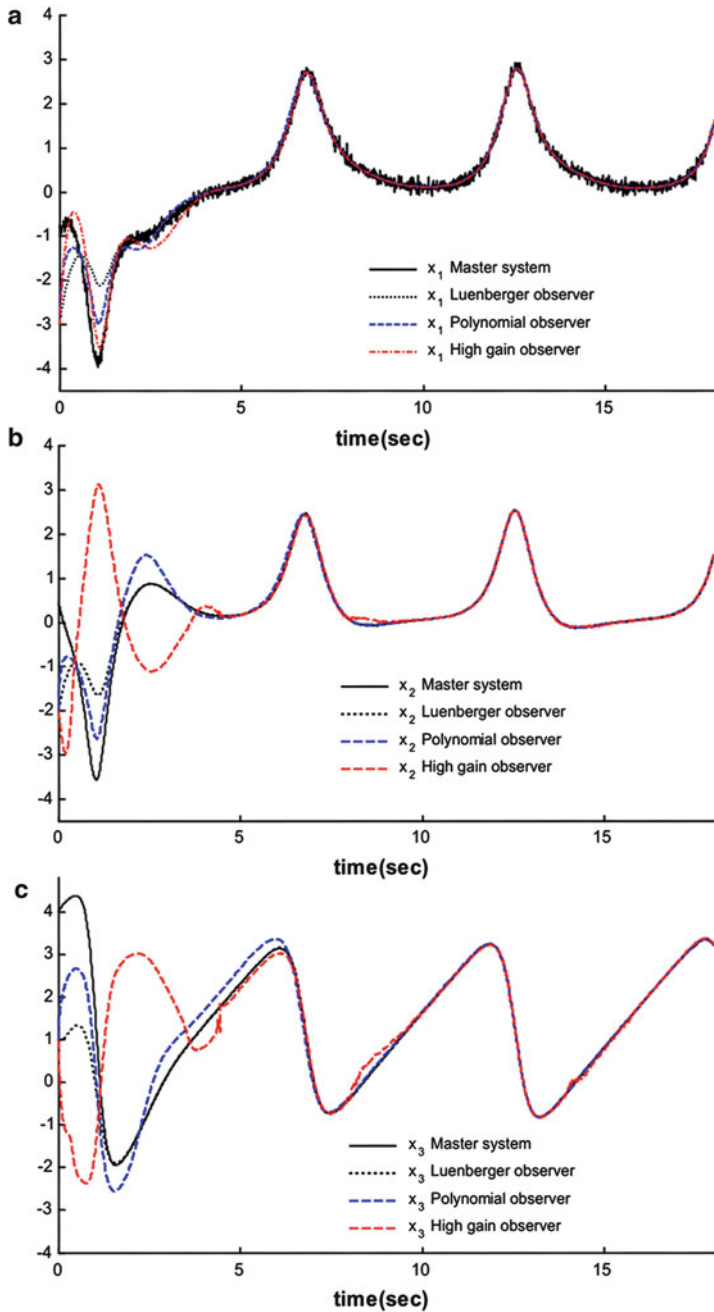 a
4
3
2
1
0
-1
-2
-3
-4
x1 Master system
x1 Luenberger observer
x1 Polynomial observer
x1 High gain observer
0 5 10 15
time(sec)
b
4
3
2
1
0
-1
-2
-3
-4
x2 Master system
x2 Luenberger observer
x2 Polynomial observer
x2 High gain observer
0 5 10 15
time(sec)
c
4
3
2
1
0
-1
-2
-3
-4
x3 Master system
x3 Luenberger observer
x3 Polynomial observer
x3 High gain observer
0 5 10 15
time(sec)